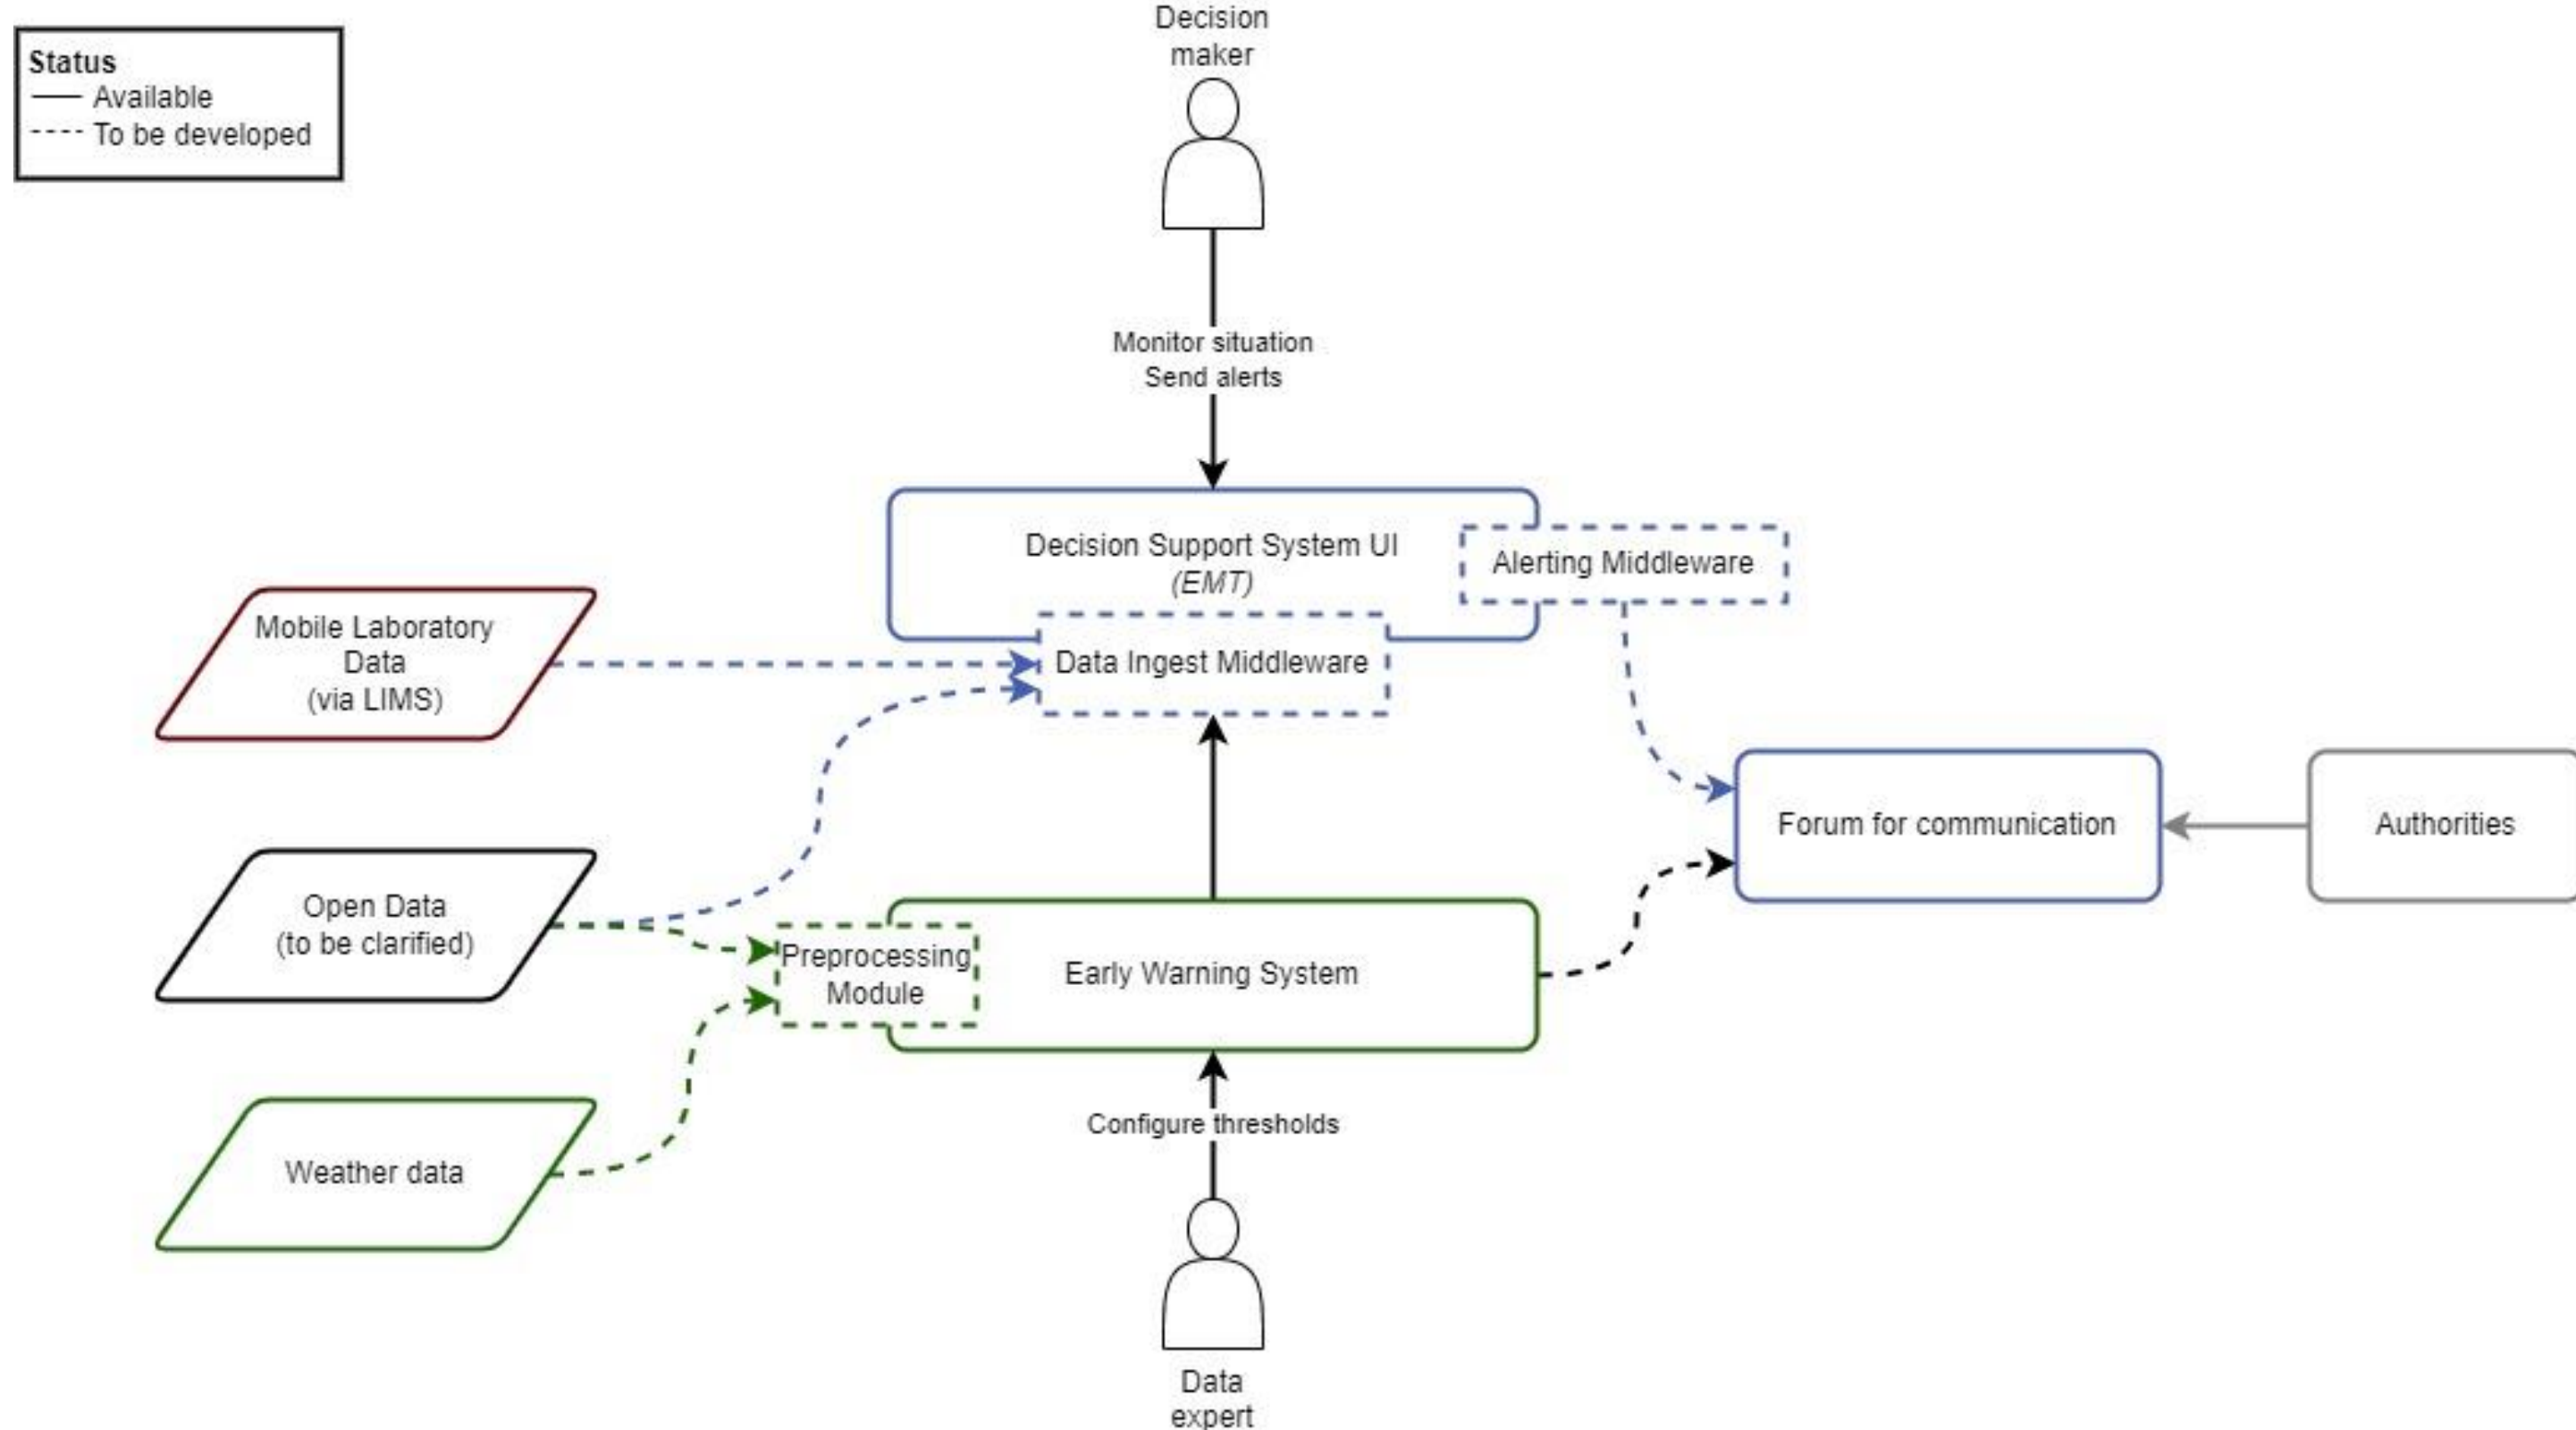 Status
Available
To be developed
Decision
maker
Monitor situation
Send alerts
Decision Support System UI
(EMT)
Alerting Middleware
Mobile Laboratory
Data
(via LIMS)
Data Ingest Middleware
Forum for communication
Authorities
Open Data
(to be clarified)
Preprocessing
Module
Early Warning System
Weather data
Configure thresholds
Data
expert